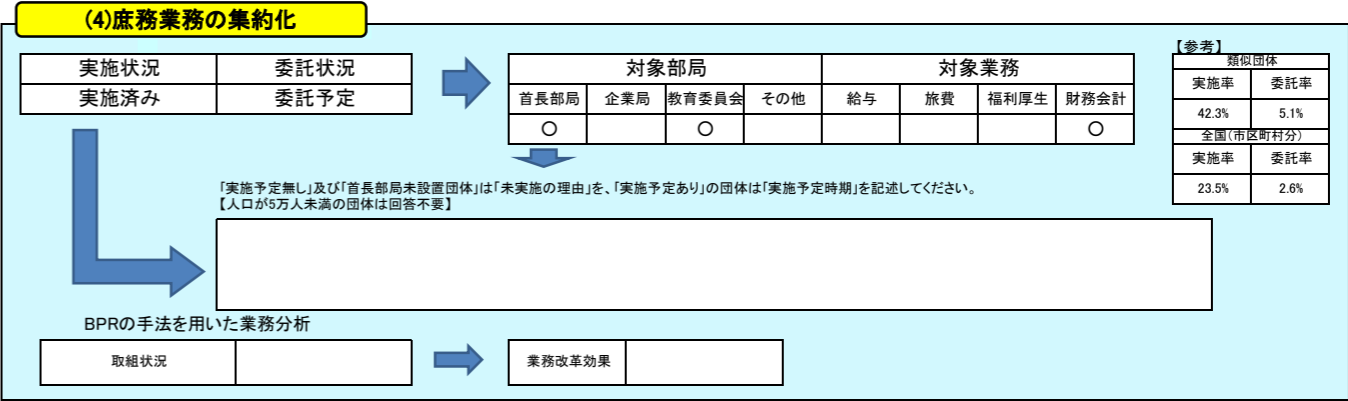 (4)庶務業務の集約化
実施状況 委託状況
実施済み 委託予定
対象部局 対象業務
首長部局 企業局 教育委員会 その他 給与 旅費 福利厚生 財務会計
〇 〇 〇
【参考】
類似団体
実施率 委託率
42.3% 5.1%
全国(市区町村分)
実施率 委託率
23.5% 2.6%
「実施予定無し」及び「首長部局未設置団体」は「未実施の理由」を、「実施予定あり」の団体は「実施予定時期」を記述してください。
【人口が5万人未満の団体は回答不要】
BPRの手法を用いた業務分析
取組状況
業務改革効果